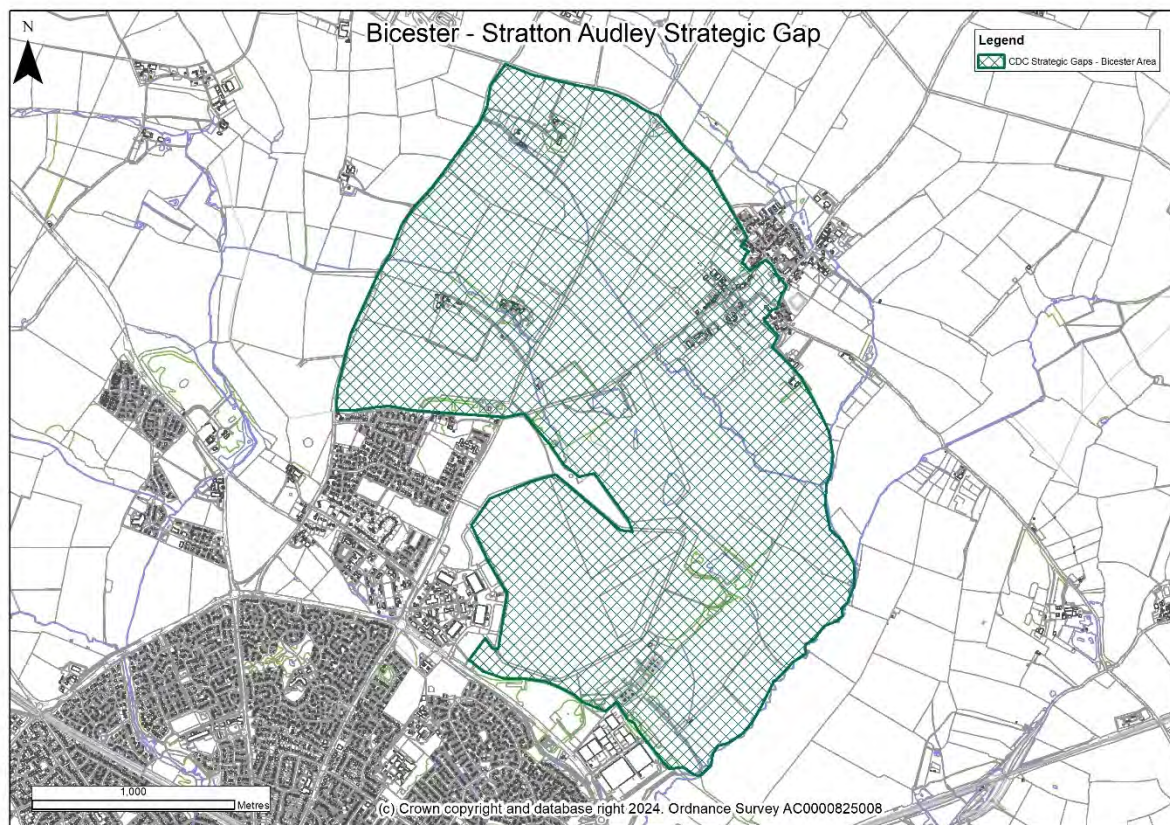 N
Bicester - Stratton Audley Strategic Gap
Legend
CDC Strategic Gaps - Bicester Area
1,000
Metres
(c) Crown copyright and database right 2024. Ordnance Survey AC0000825008